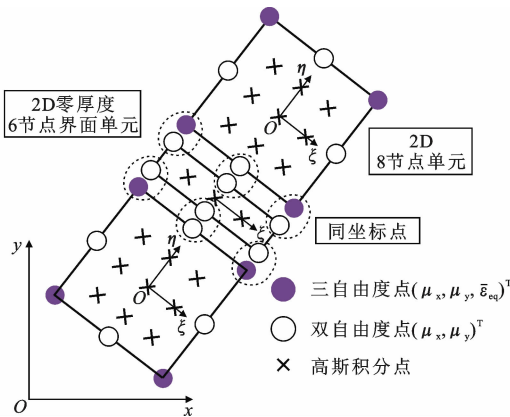 η
O
ξ
2D零厚度
6节点界面单元
2D
8节点单元
ξ
同坐标点
η
O
ξ
y
O
x
三自由度点(μx, μy, ε̄eq)T
双自由度点(μx, μy)T
高斯积分点